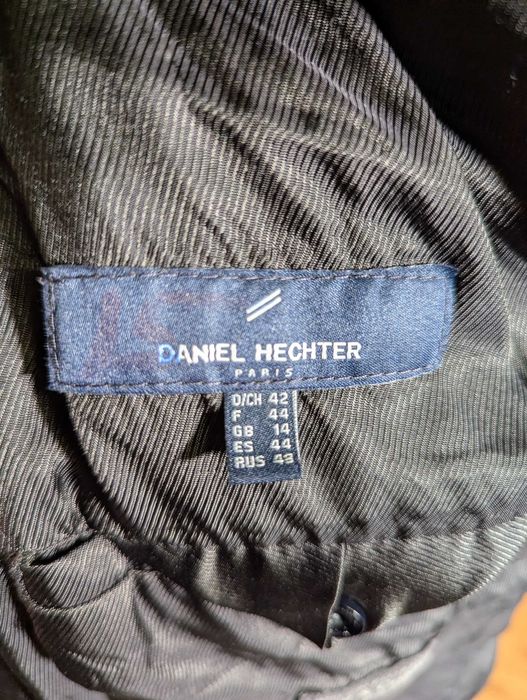 DANIEL HECHTER
PARIS
D/CH 42
F 44
GB 14
ES 44
RUS 48